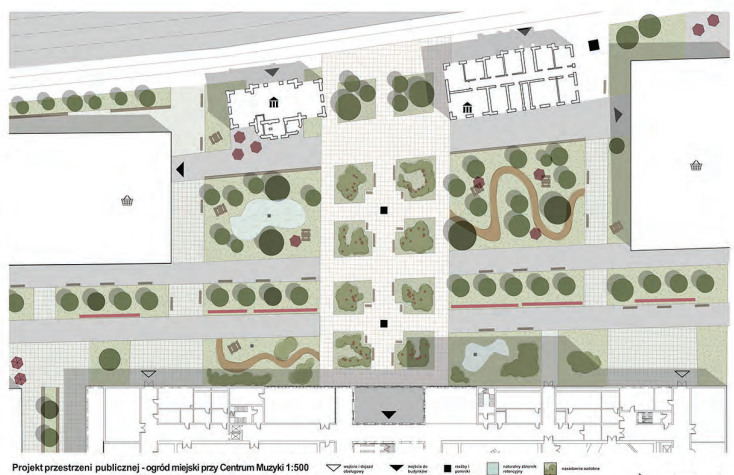 Projekt przestrzeni publicznej - ogród miejski przy Centrum Muzyki 1:500
wejście i dojazd
obsługowy
wejścia do
budynków
rzeźby i
pomniki
naturalny zbiornik
retencyjny
nasadzenia ozdobne